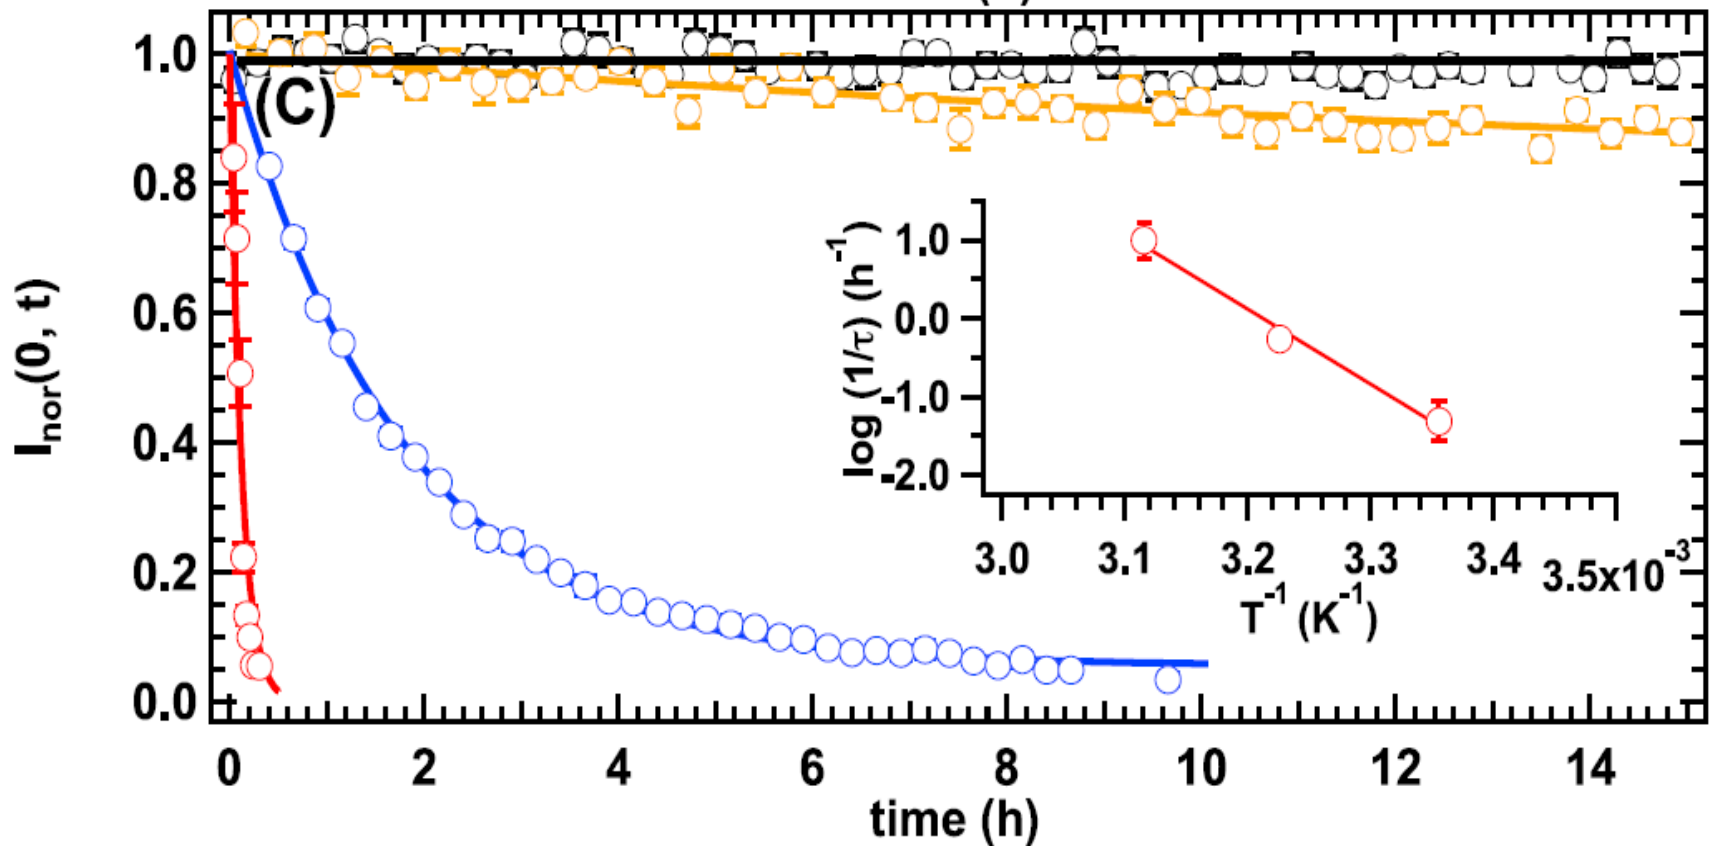 (C)
I_nor(0, t)
1.0
0.8
0.6
0.4
0.2
0.0
0 2 4 6 8 10 12 14
time (h)
log (1/τ) (h^-1)
1.0
0.0
-1.0
-2.0
3.0 3.1 3.2 3.3 3.4 3.5x10^-3
T^-1 (K^-1)